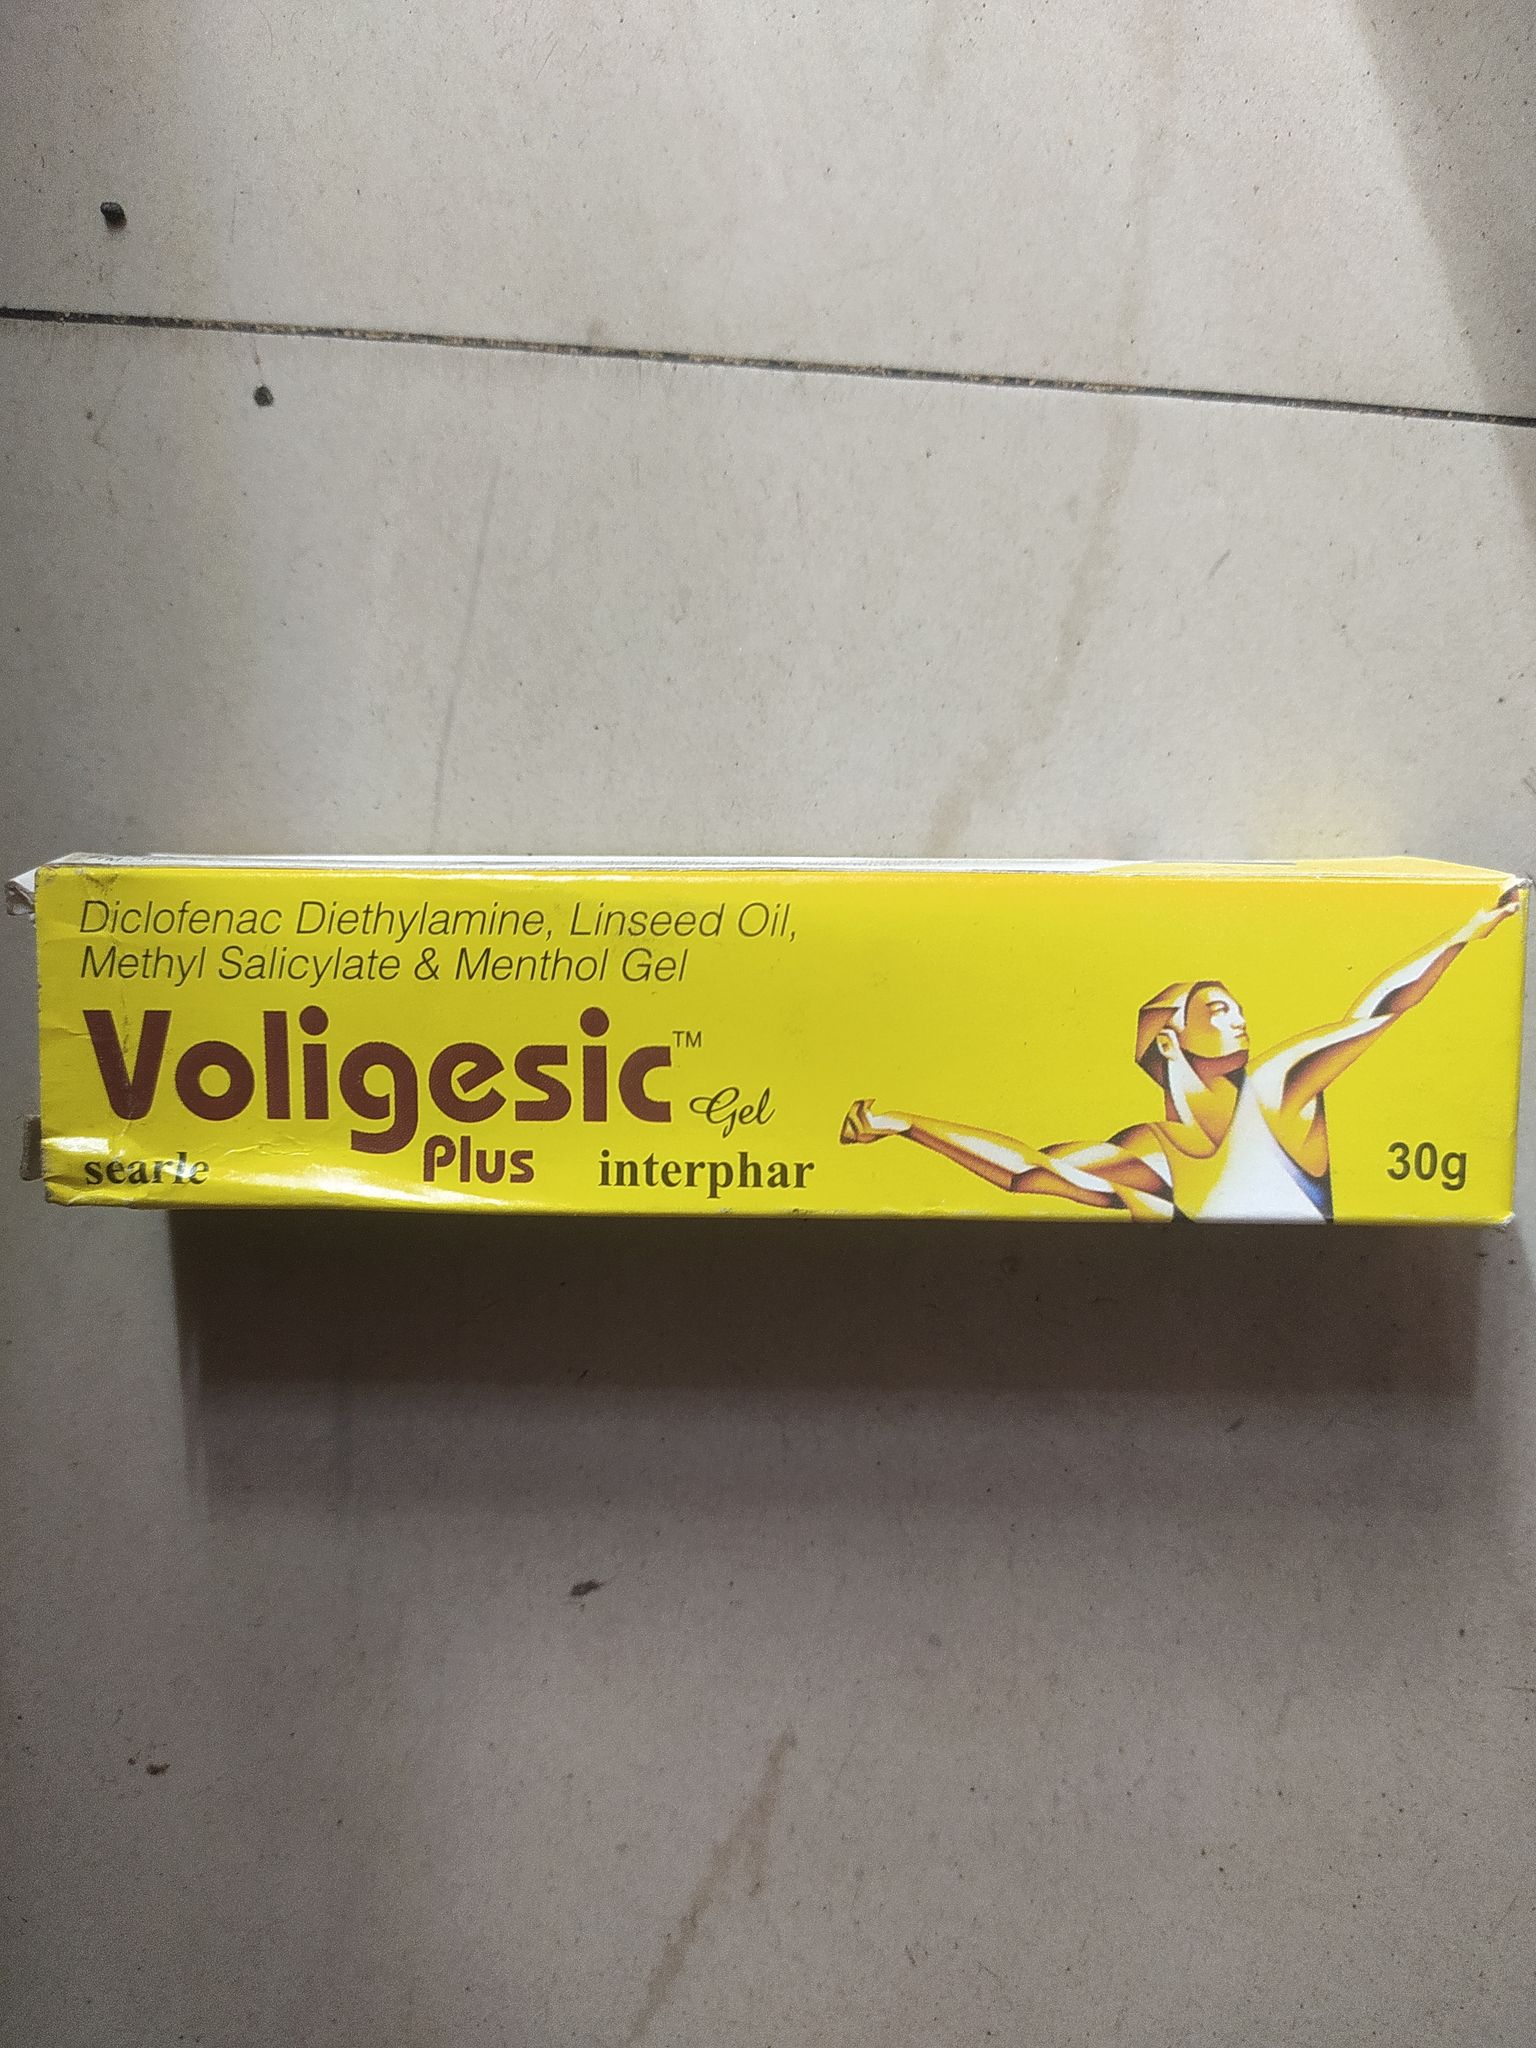 Diclofenac Diethylamine, Linseed Oil,
Methyl Salicylate & Menthol Gel
Voligesic™ Gel
Plus
searle
interphar
30g